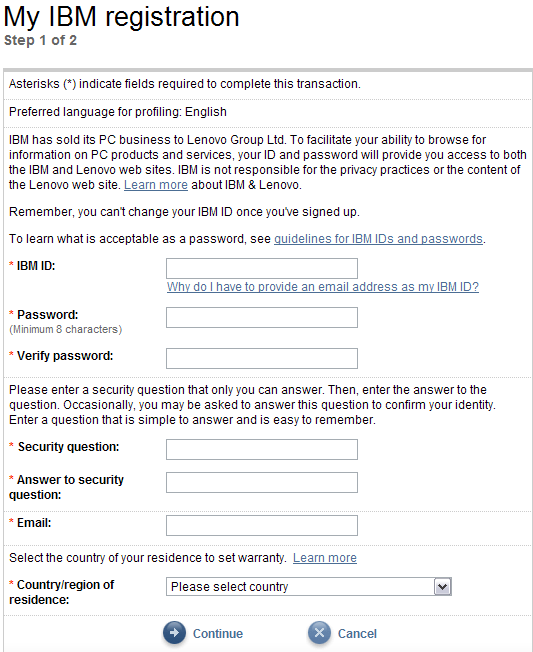 My IBM registration
Step 1 of 2
Asterisks (*) indicate fields required to complete this transaction.
Preferred language for profiling: English
IBM has sold its PC business to Lenovo Group Ltd. To facilitate your ability to browse for
information on PC products and services, your ID and password will provide you access to both
the IBM and Lenovo web sites. IBM is not responsible for the privacy practices or the content of
the Lenovo web site. Learn more about IBM & Lenovo.
Remember, you can't change your IBM ID once you've signed up.
To learn what is acceptable as a password, see guidelines for IBM IDs and passwords.
* IBM ID:
Why do I have to provide an email address as my IBM ID?
* Password:
(Minimum 8 characters)
* Verify password:
Please enter a security question that only you can answer. Then, enter the answer to the
question. Occasionally, you may be asked to answer this question to confirm your identity.
Enter a question that is simple to answer and is easy to remember.
* Security question:
* Answer to security
question:
* Email:
Select the country of your residence to set warranty. Learn more
* Country/region of
residence:
Please select country
Continue
Cancel